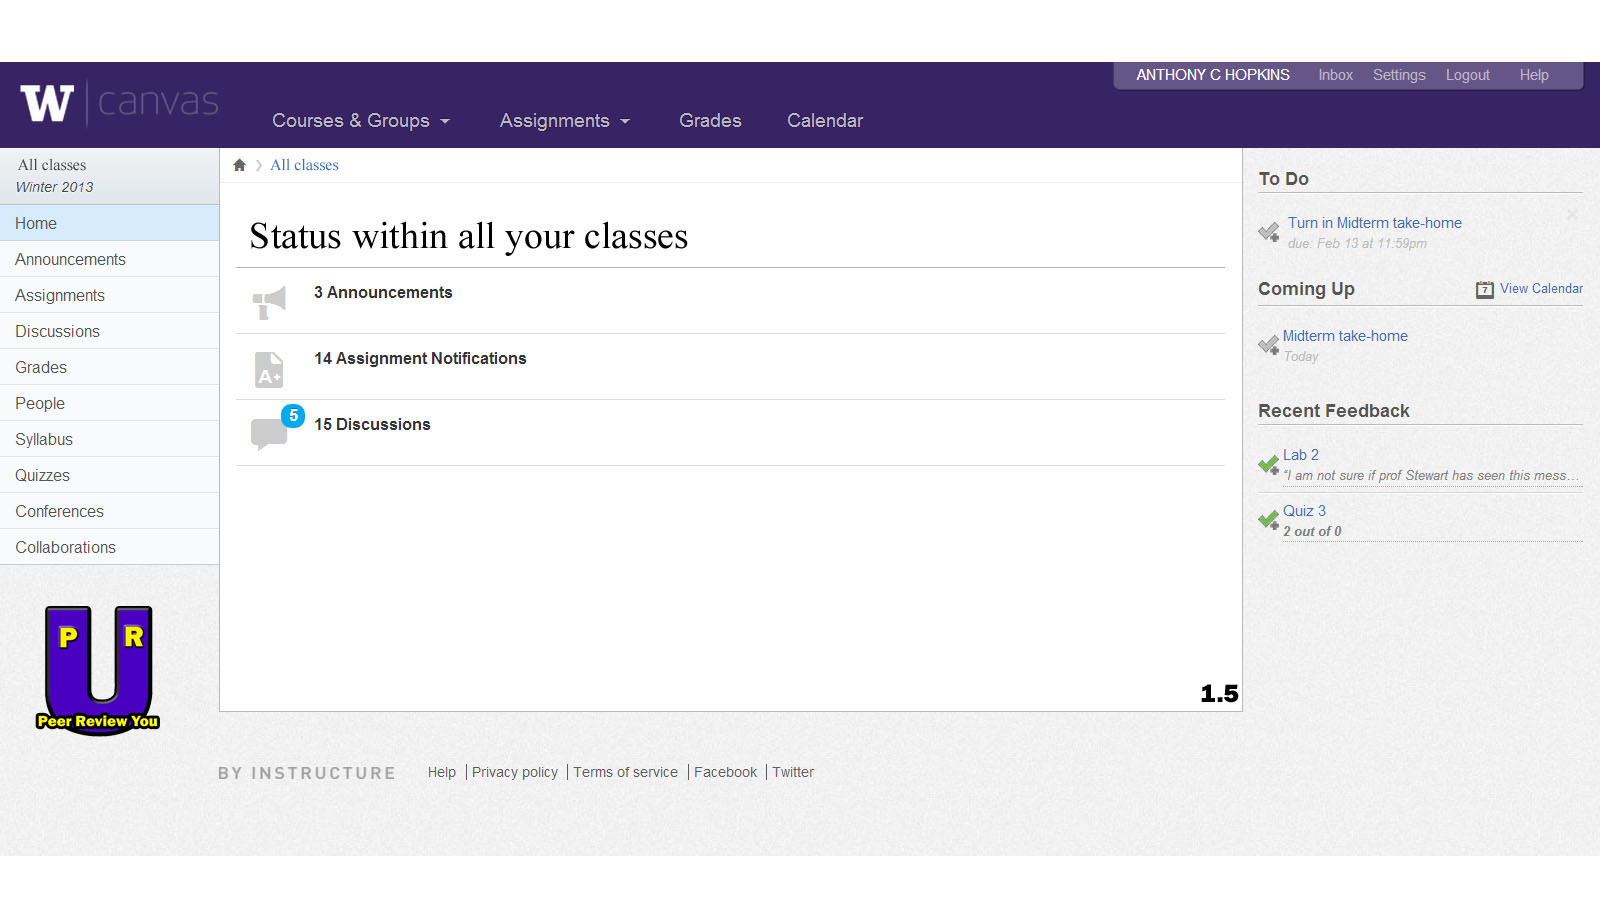 ANTHONY C HOPKINS Inbox Settings Logout Help
W canvas
Courses & Groups Assignments Grades Calendar
All classes
Winter 2013
Home
Announcements
Assignments
Discussions
Grades
People
Syllabus
Quizzes
Conferences
Collaborations
P R
U
Peer Review You
All classes
Status within all your classes
3 Announcements
A+
14 Assignment Notifications
5
15 Discussions
1.5
To Do
Turn in Midterm take-home
due: Feb 13 at 11:59pm
Coming Up
7 View Calendar
Midterm take-home
Today
Recent Feedback
Lab 2
“I am not sure if prof Stewart has seen this mess…
Quiz 3
2 out of 0
BY INSTRUCTURE Help Privacy policy Terms of service Facebook Twitter